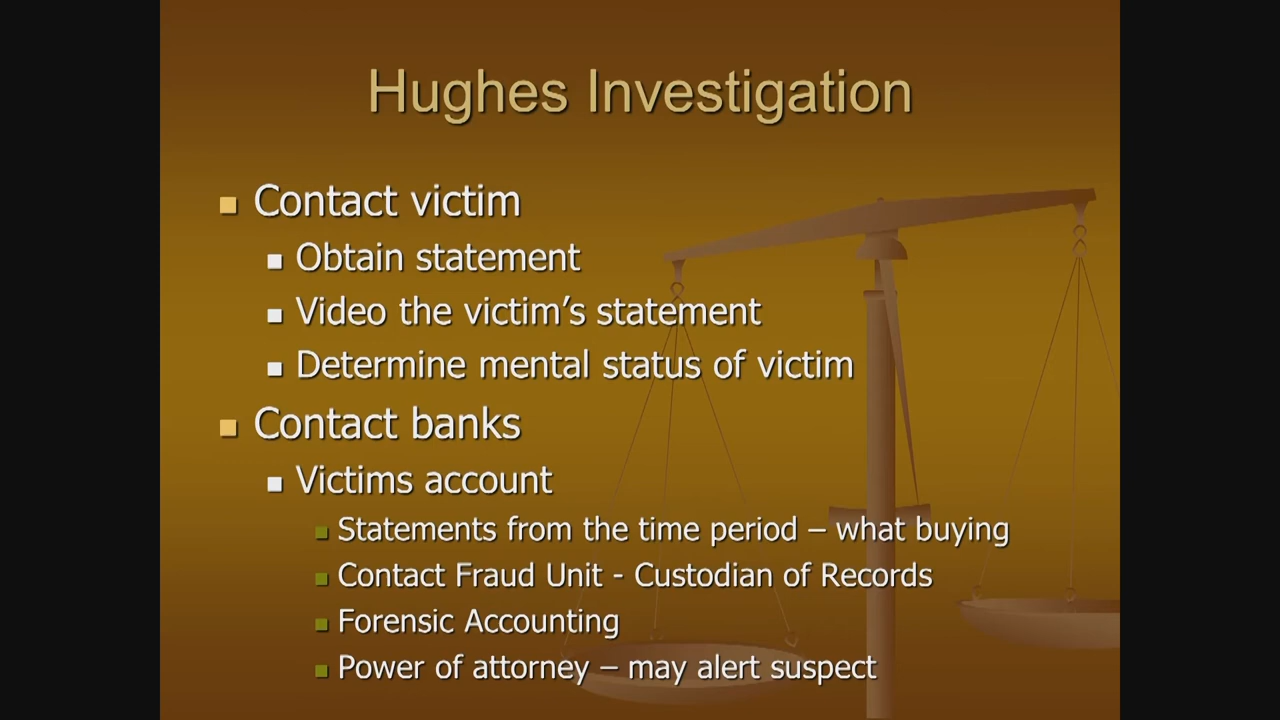 Hughes Investigation
Contact victim
Obtain statement
Video the victim’s statement
Determine mental status of victim
Contact banks
Victims account
Statements from the time period – what buying
Contact Fraud Unit - Custodian of Records
Forensic Accounting
Power of attorney – may alert suspect